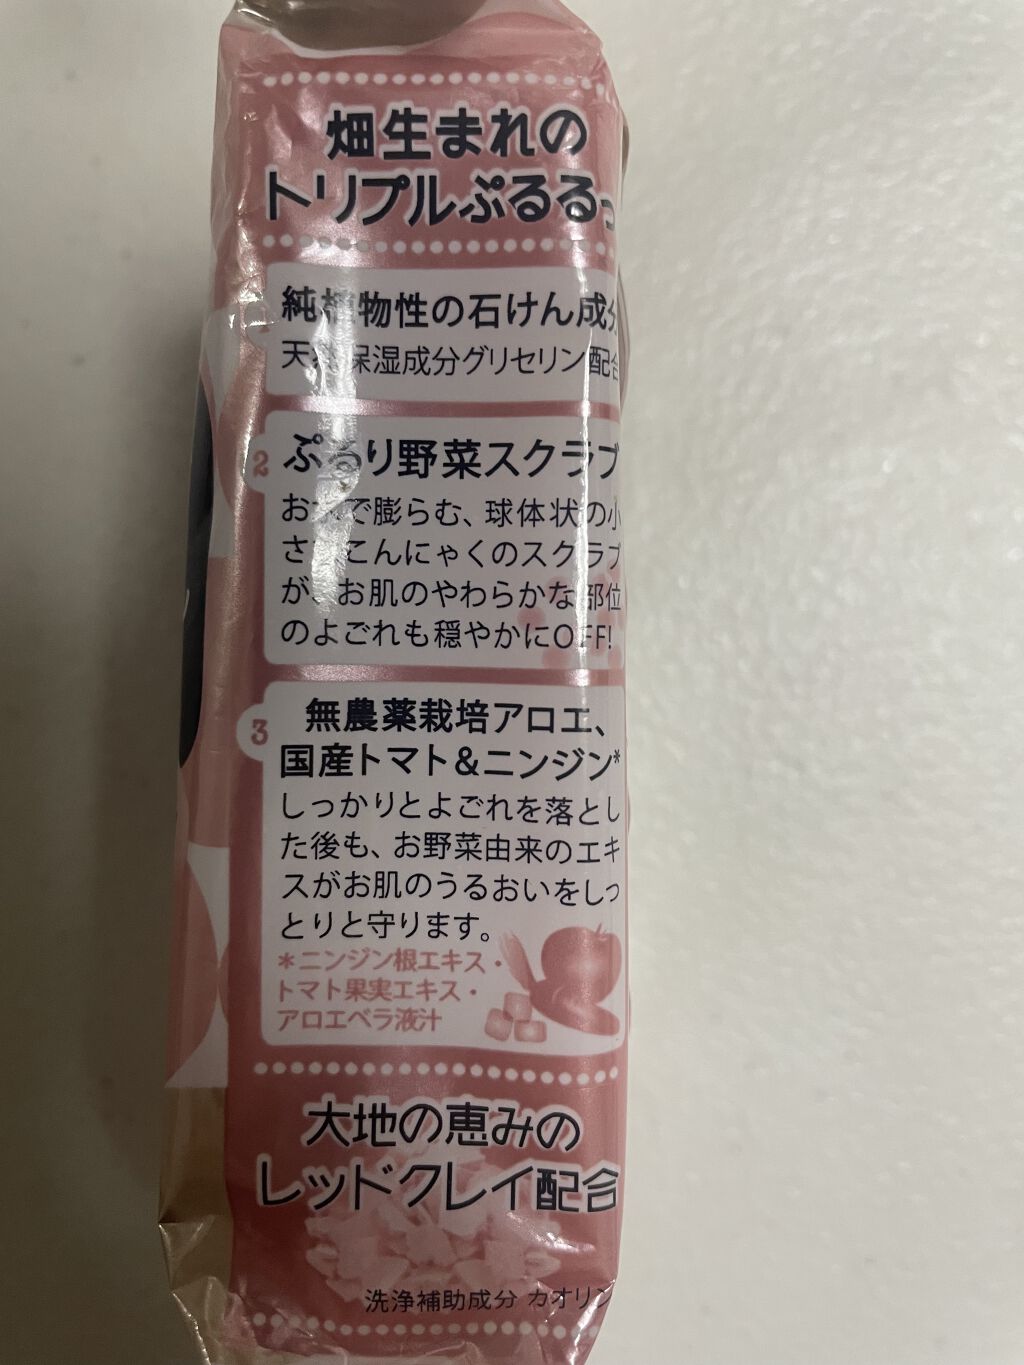 畑生まれの
トリプルぷるるっ
純植物性の石けん成分
天然保湿成分グリセリン配合
2
ぷるり野菜スクラブ
お水で膨らむ、球体状の小
さなこんにゃくのスクラブ
が、お肌のやわらかな部位
のよごれも穏やかにOFF!
3
無農薬栽培アロエ、
国産トマト&ニンジン*
しっかりとよごれを落とし
た後も、お野菜由来のエキ
スがお肌のうるおいをしっ
とりと守ります。
*ニンジン根エキス・
トマト果実エキス・
アロエベラ液汁
大地の恵みの
レッドクレイ配合
洗浄補助成分 カオリン